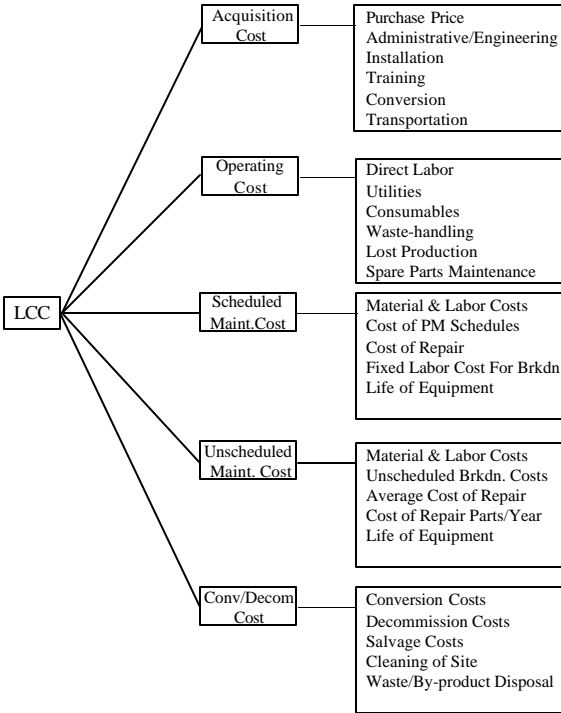 Acquisition
Cost
Purchase Price
Administrative/Engineering
Installation
Training
Conversion
Transportation
Operating
Cost
Direct Labor
Utilities
Consumables
Waste-handling
Lost Production
Spare Parts Maintenance
LCC
Scheduled
Maint.Cost
Material & Labor Costs
Cost of PM Schedules
Cost of Repair
Fixed Labor Cost For Brkdn
Life of Equipment
Unscheduled
Maint. Cost
Material & Labor Costs
Unscheduled Brkdn. Costs
Average Cost of Repair
Cost of Repair Parts/Year
Life of Equipment
Conv/Decom
Cost
Conversion Costs
Decommission Costs
Salvage Costs
Cleaning of Site
Waste/By-product Disposal